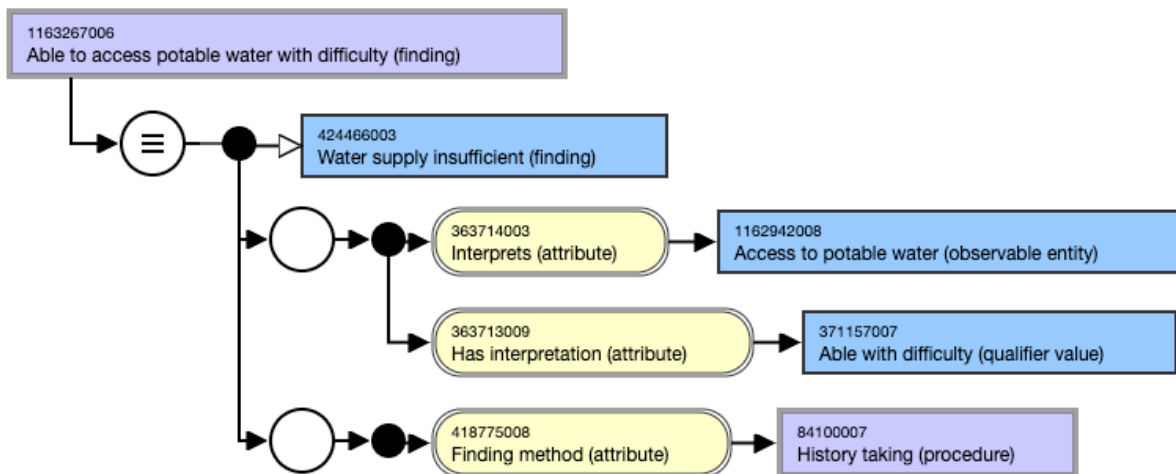 1163267006
Able to access potable water with difficulty (finding)
424466003
Water supply insufficient (finding)
363714003
Interprets (attribute)
1162942008
Access to potable water (observable entity)
363713009
Has interpretation (attribute)
371157007
Able with difficulty (qualifier value)
418775008
Finding method (attribute)
84100007
History taking (procedure)